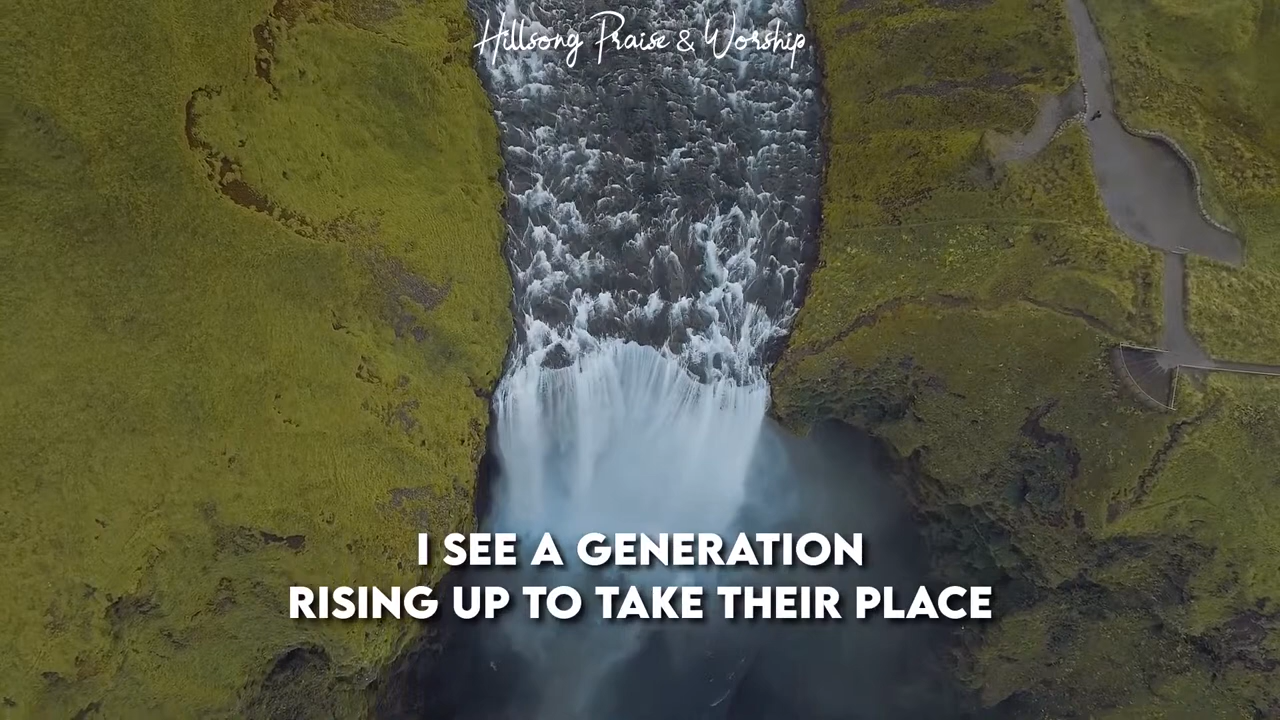 Hillsong Praise & Worship
I SEE A GENERATION
RISING UP TO TAKE THEIR PLACE